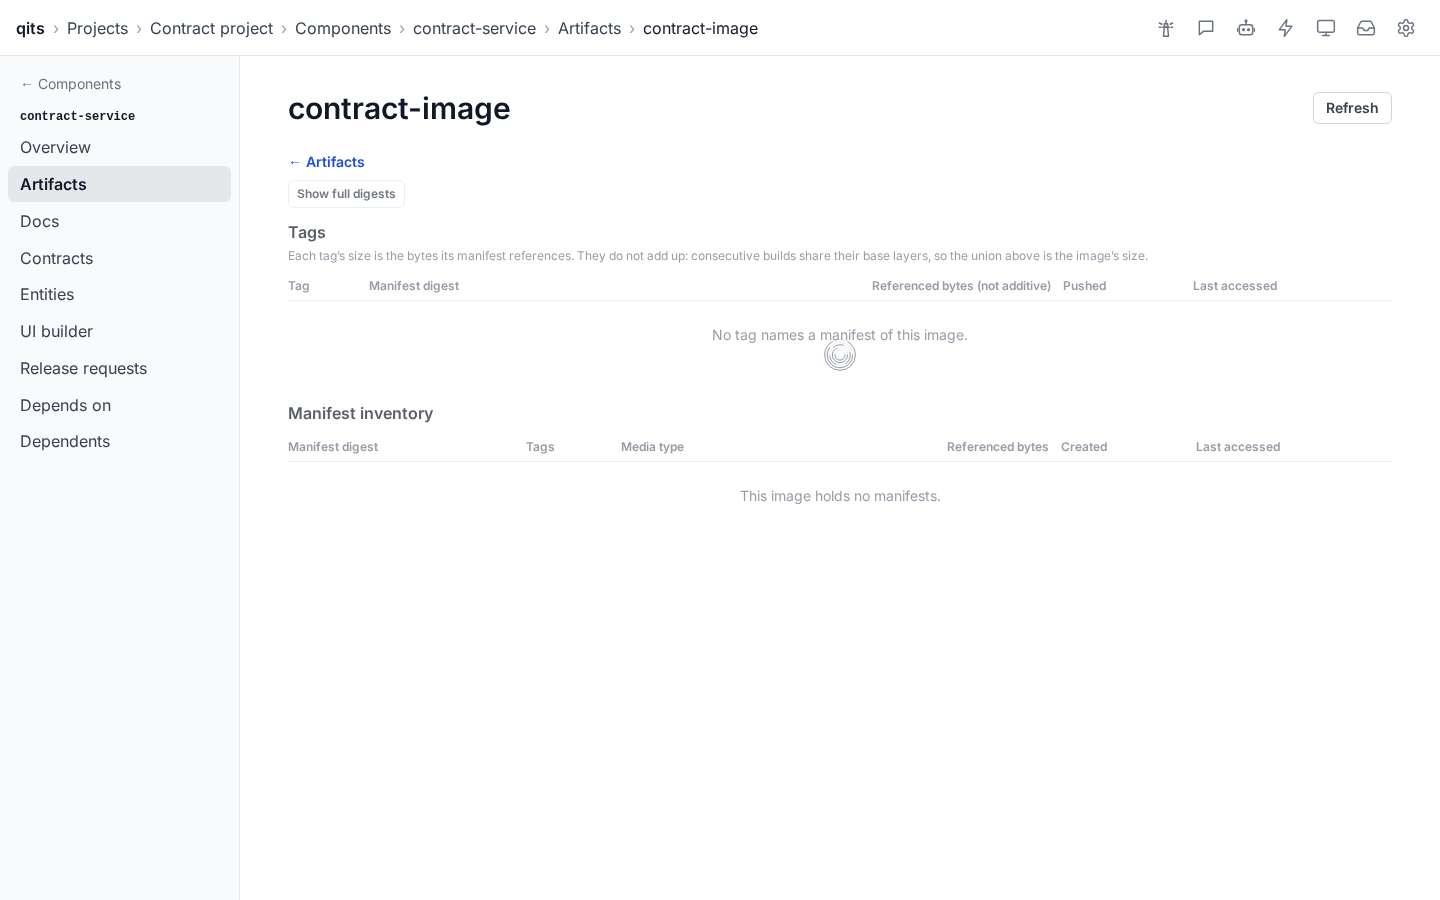 qits › Projects › Contract project › Components › contract-service › Artifacts › contract-image
← Components
contract-service
Overview
Artifacts
Docs
Contracts
Entities
UI builder
Release requests
Depends on
Dependents
contract-image
Refresh
← Artifacts
Show full digests
Tags
Each tag’s size is the bytes its manifest references. They do not add up: consecutive builds share their base layers, so the union above is the image’s size.
Tag Manifest digest Referenced bytes (not additive) Pushed Last accessed
No tag names a manifest of this image.
Manifest inventory
Manifest digest Tags Media type Referenced bytes Created Last accessed
This image holds no manifests.